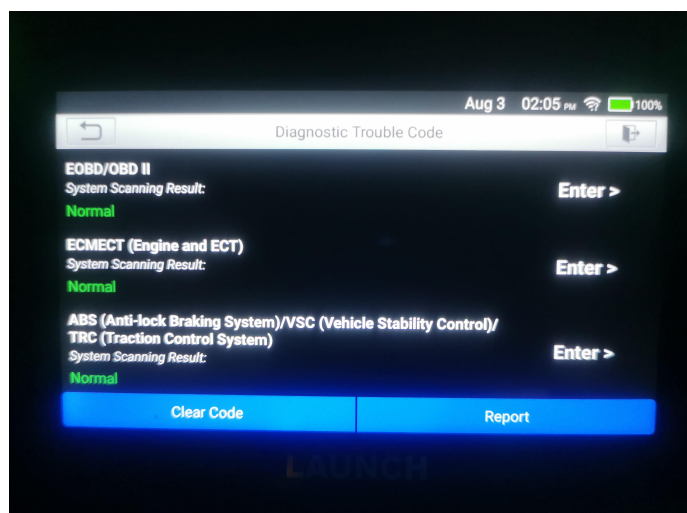 Aug 3 02:05 PM 100%
Diagnostic Trouble Code
EOBD/OBD II
System Scanning Result:
Enter >
Normal
ECMECT (Engine and ECT)
System Scanning Result:
Enter >
Normal
ABS (Anti-lock Braking System)/VSC (Vehicle Stability Control)/
TRC (Traction Control System)
System Scanning Result:
Enter >
Normal
Clear Code
Report
LAUNCH